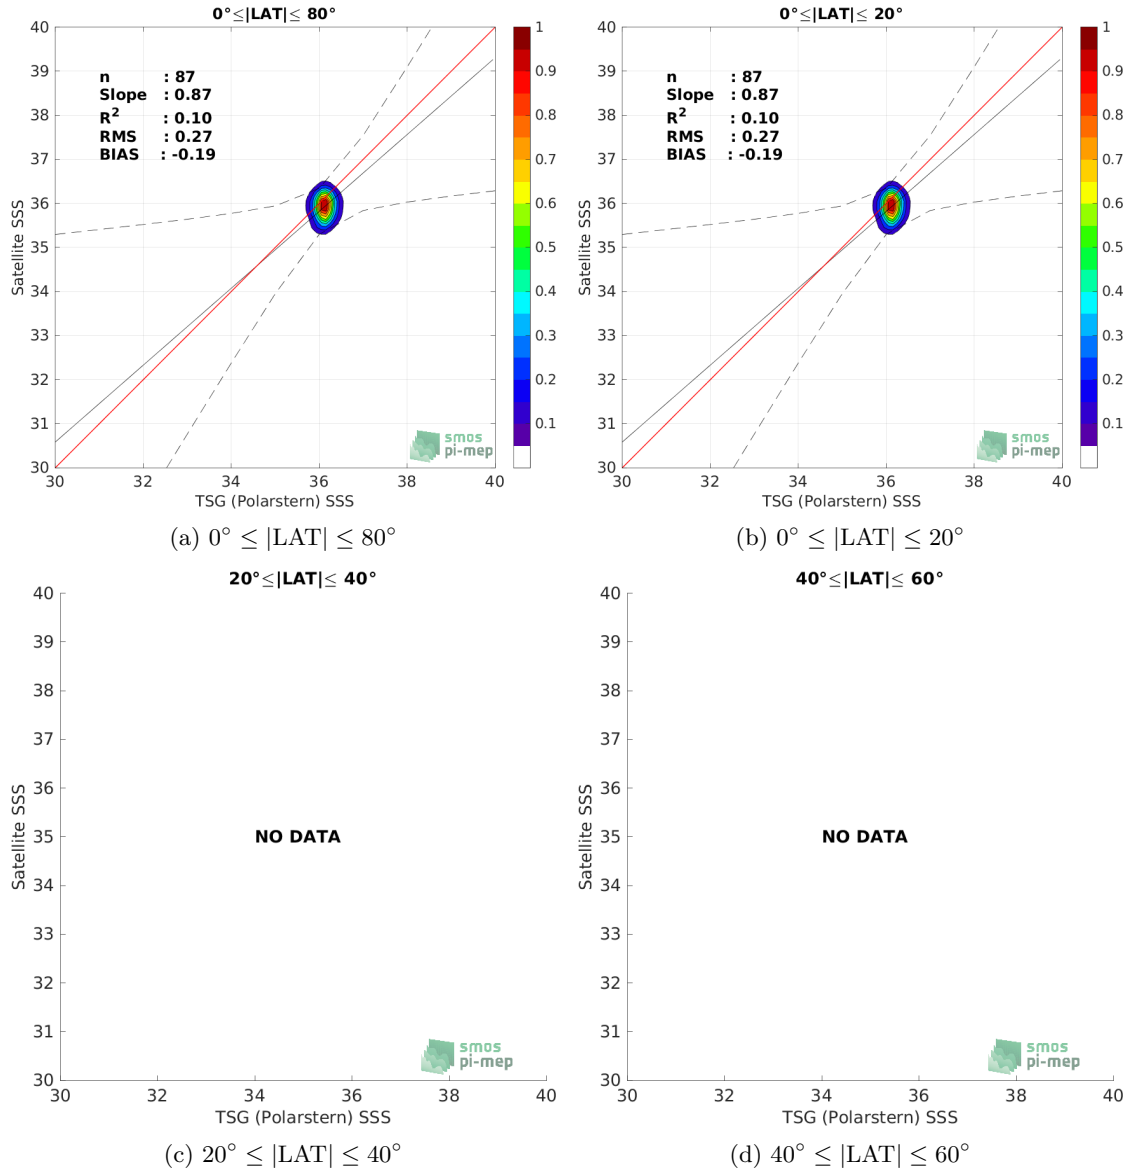 0°≤|LAT|≤ 80°
40
39
38
37
36
35
34
33
32
31
30
Satellite SSS
n : 87
Slope : 0.87
R² : 0.10
RMS : 0.27
BIAS : -0.19
smos
pi-mep
30 32 34 36 38 40
TSG (Polarstern) SSS
1
0.9
0.8
0.7
0.6
0.5
0.4
0.3
0.2
0.1
(a) 0° ≤ |LAT| ≤ 80°
0°≤|LAT|≤ 20°
40
39
38
37
36
35
34
33
32
31
30
Satellite SSS
n : 87
Slope : 0.87
R² : 0.10
RMS : 0.27
BIAS : -0.19
smos
pi-mep
30 32 34 36 38 40
TSG (Polarstern) SSS
1
0.9
0.8
0.7
0.6
0.5
0.4
0.3
0.2
0.1
(b) 0° ≤ |LAT| ≤ 20°
20°≤|LAT|≤ 40°
40
39
38
37
36
35
34
33
32
31
30
Satellite SSS
NO DATA
smos
pi-mep
30 32 34 36 38 40
TSG (Polarstern) SSS
(c) 20° ≤ |LAT| ≤ 40°
40°≤|LAT|≤ 60°
40
39
38
37
36
35
34
33
32
31
30
Satellite SSS
NO DATA
smos
pi-mep
30 32 34 36 38 40
TSG (Polarstern) SSS
(d) 40° ≤ |LAT| ≤ 60°